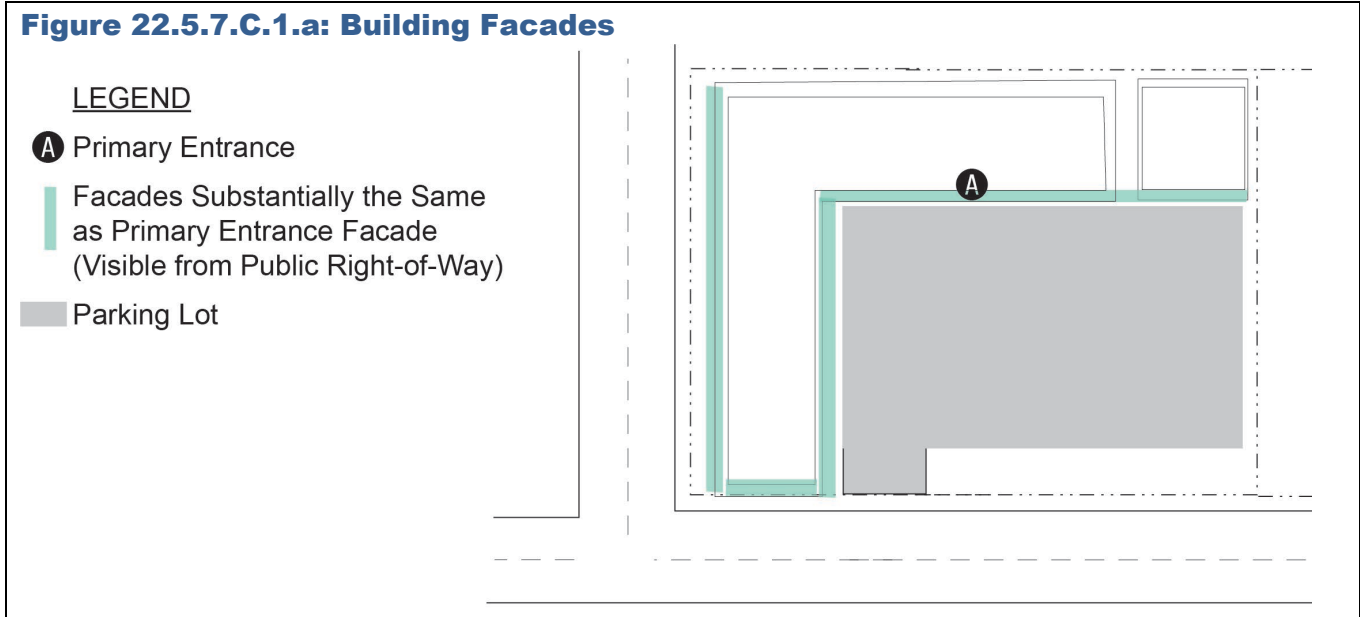 Figure 22.5.7.C.1.a: Building Facades
LEGEND
A Primary Entrance
Facades Substantially the Same
as Primary Entrance Facade
(Visible from Public Right-of-Way)
Parking Lot
A